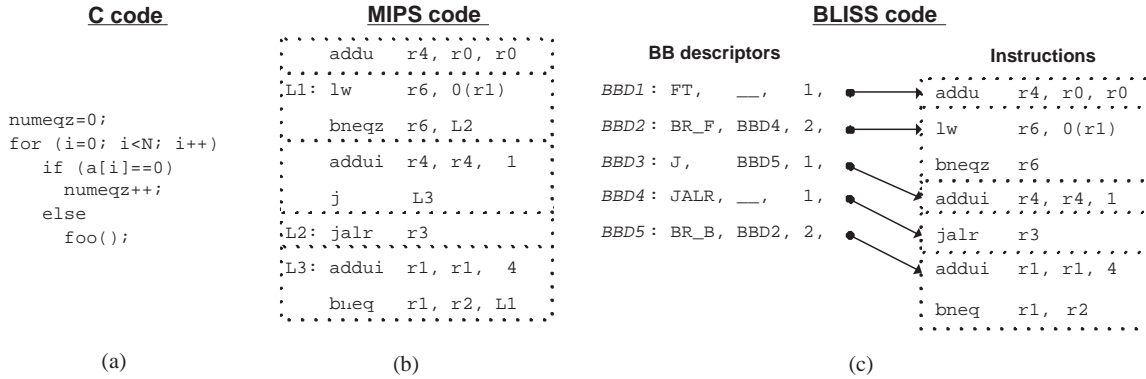 C code
numeqz=0;
for (i=0; i<N; i++)
if (a[i]==0)
numeqz++;
else
foo();
(a)
MIPS code
addu r4, r0, r0
L1: lw r6, 0(r1)
bneqz r6, L2
addui r4, r4, 1
j L3
L2: jalr r3
L3: addui r1, r1, 4
bneq r1, r2, L1
(b)
BLISS code
BB descriptors
BBD1: FT, __, 1,
BBD2: BR_F, BBD4, 2,
BBD3: J, BBD5, 1,
BBD4: JALR, __, 1,
BBD5: BR_B, BBD2, 2,
Instructions
addu r4, r0, r0
lw r6, 0(r1)
bneqz r6
addui r4, r4, 1
jalr r3
addui r1, r1, 4
bneq r1, r2
(c)